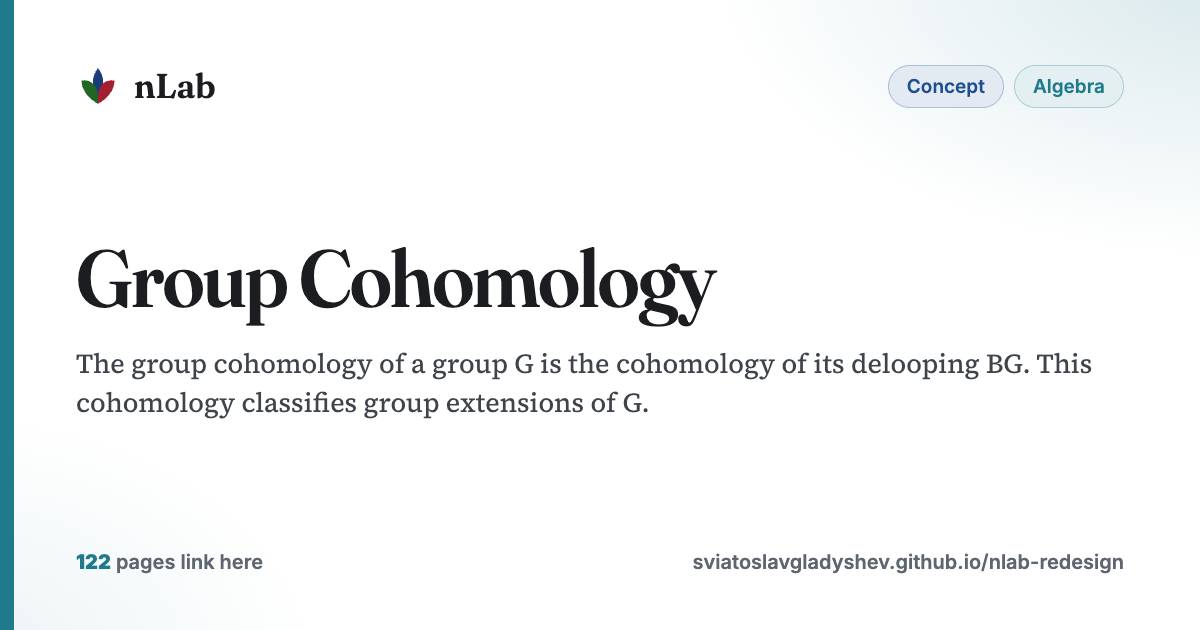 nLab
Concept
Algebra
Group Cohomology
The group cohomology of a group G is the cohomology of its delooping BG. This
cohomology classifies group extensions of G.
122 pages link here
sviatoslavgladyshev.github.io/nlab-redesign